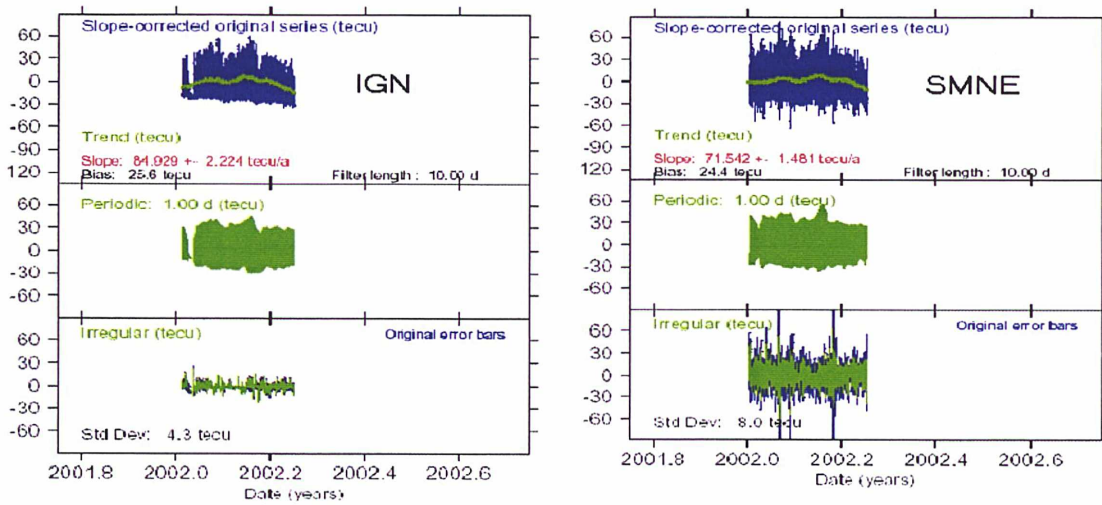 Slope-corrected original series (tecu)
60
30
0
-30
-60
-90
120
IGN
Trend (tecu)
Slope: 84.929 +- 2.224 tecu/a
Bias: 25.6 tecu
Filter length : 10.00 d
Periodic: 1.00 d (tecu)
60
30
0
-30
-60
Irregular (tecu)
Original error bars
60
30
0
-30
-60
Std Dev: 4.3 tecu
2001.8 2002.0 2002.2 2002.4 2002.6
Date (years)
Slope-corrected original series (tecu)
60
30
0
-30
-60
-90
120
SMNE
Trend (tecu)
Slope: 71.542 +- 1.481 tecu/a
Bias: 24.4 tecu
Filter length : 10.00 d
Periodic: 1.00 d (tecu)
60
30
0
-30
-60
Irregular (tecu)
Original error bars
60
30
0
-30
-60
Std Dev: 8.0 tecu
2001.8 2002.0 2002.2 2002.4 2002.6
Date (years)